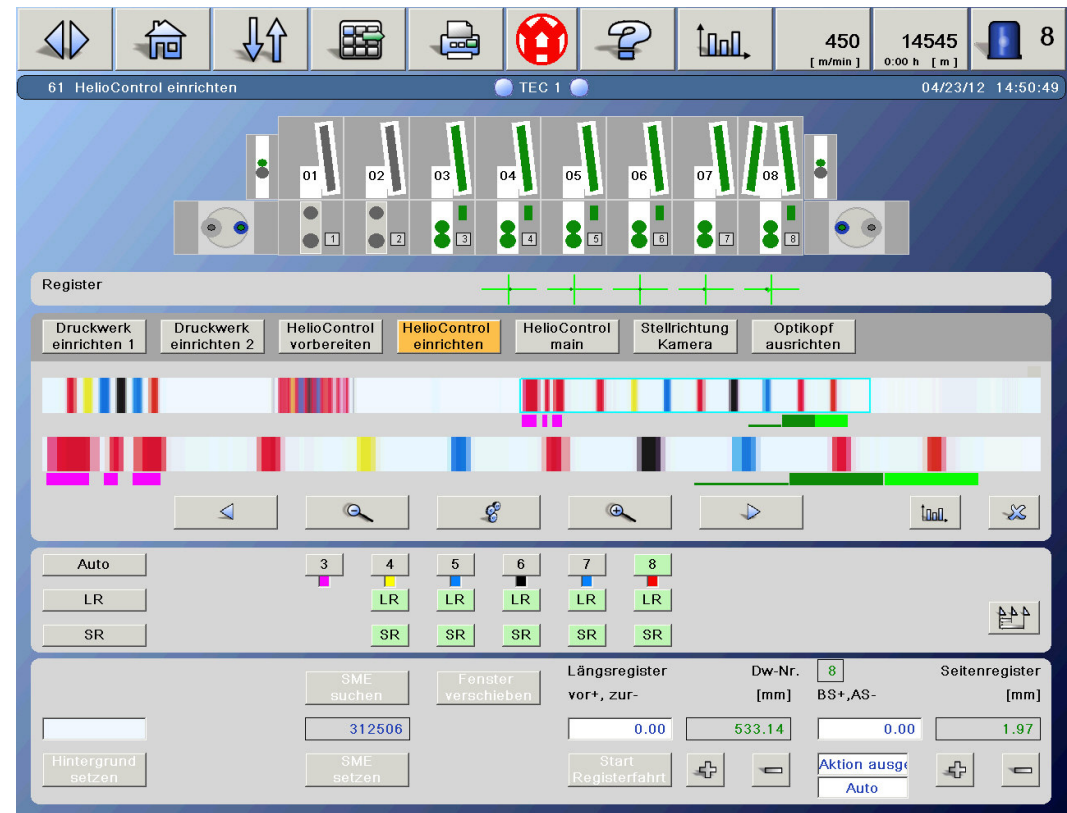 450
[ m/min ]
14545
0:00 h [ m ]
8
61 HelioControl einrichten
TEC 1
04/23/12 14:50:49
01 02 03 04 05 06 07 08
1 2 3 4 5 6 7 8
Register
Druckwerk
einrichten 1
Druckwerk
einrichten 2
HelioControl
vorbereiten
HelioControl
einrichten
HelioControl
main
Stellrichtung
Kamera
Optikopf
ausrichten
Auto
3 4 5 6 7 8
LR
LR LR LR LR LR
SR
SR SR SR SR SR
SME
suchen
Fenster
verschieben
Längsregister
vor+, zur-
Dw-Nr.
[mm]
8
BS+,AS-
Seitenregister
[mm]
312506
0.00
533.14
0.00
1.97
Hintergrund
setzen
SME
setzen
Start
Registerfahrt
Aktion ausge
Auto